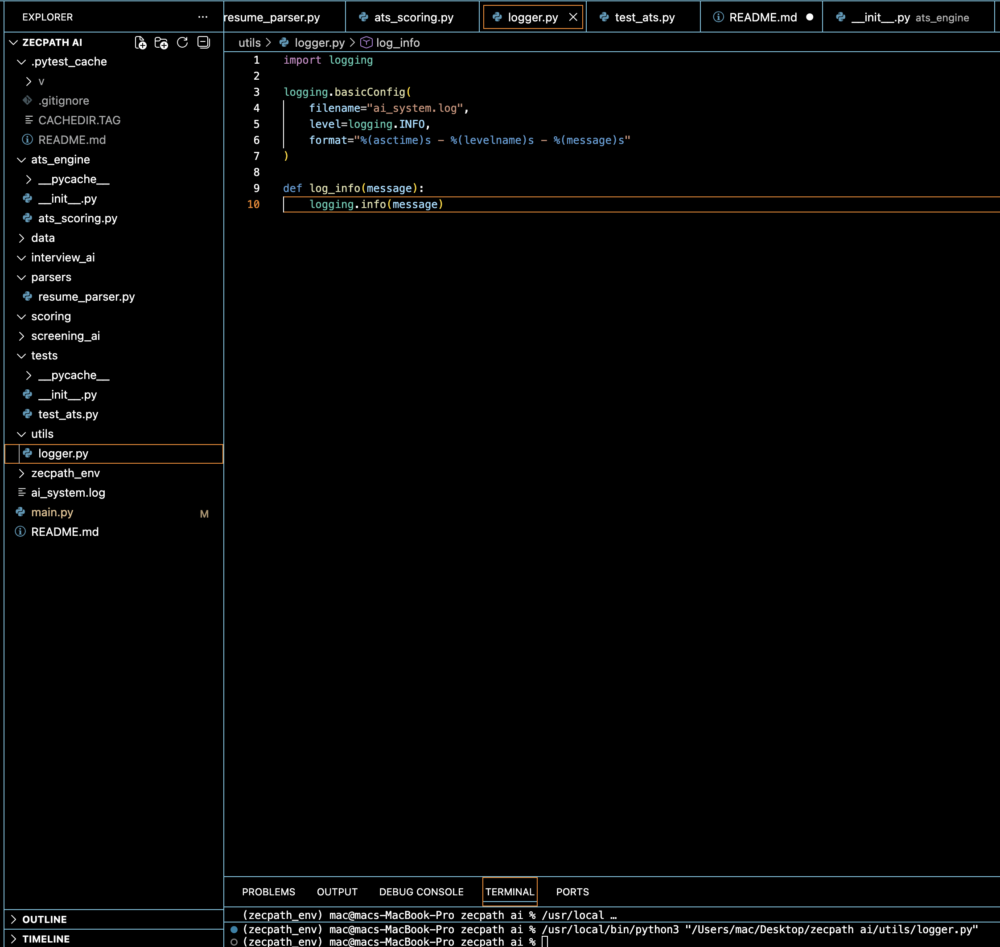 EXPLORER
ZECPATH AI
.pytest_cache
v
.gitignore
CACHEDIR.TAG
README.md
ats_engine
__pycache__
__init__.py
ats_scoring.py
data
interview_ai
parsers
resume_parser.py
scoring
screening_ai
tests
__pycache__
__init__.py
test_ats.py
utils
logger.py
zecpath_env
ai_system.log
main.py M
README.md
OUTLINE
TIMELINE
resume_parser.py ats_scoring.py logger.py test_ats.py README.md __init__.py ats_engine
utils > logger.py > log_info
1 import logging
2
3 logging.basicConfig(
4 filename="ai_system.log",
5 level=logging.INFO,
6 format="%(asctime)s - %(levelname)s - %(message)s"
7 )
8
9 def log_info(message):
10 logging.info(message)
PROBLEMS OUTPUT DEBUG CONSOLE TERMINAL PORTS
(zecpath_env) mac@macs-MacBook-Pro zecpath ai % /usr/local …
(zecpath_env) mac@macs-MacBook-Pro zecpath ai % /usr/local/bin/python3 "/Users/mac/Desktop/zecpath ai/utils/logger.py"
(zecpath_env) mac@macs-MacBook-Pro zecpath ai %